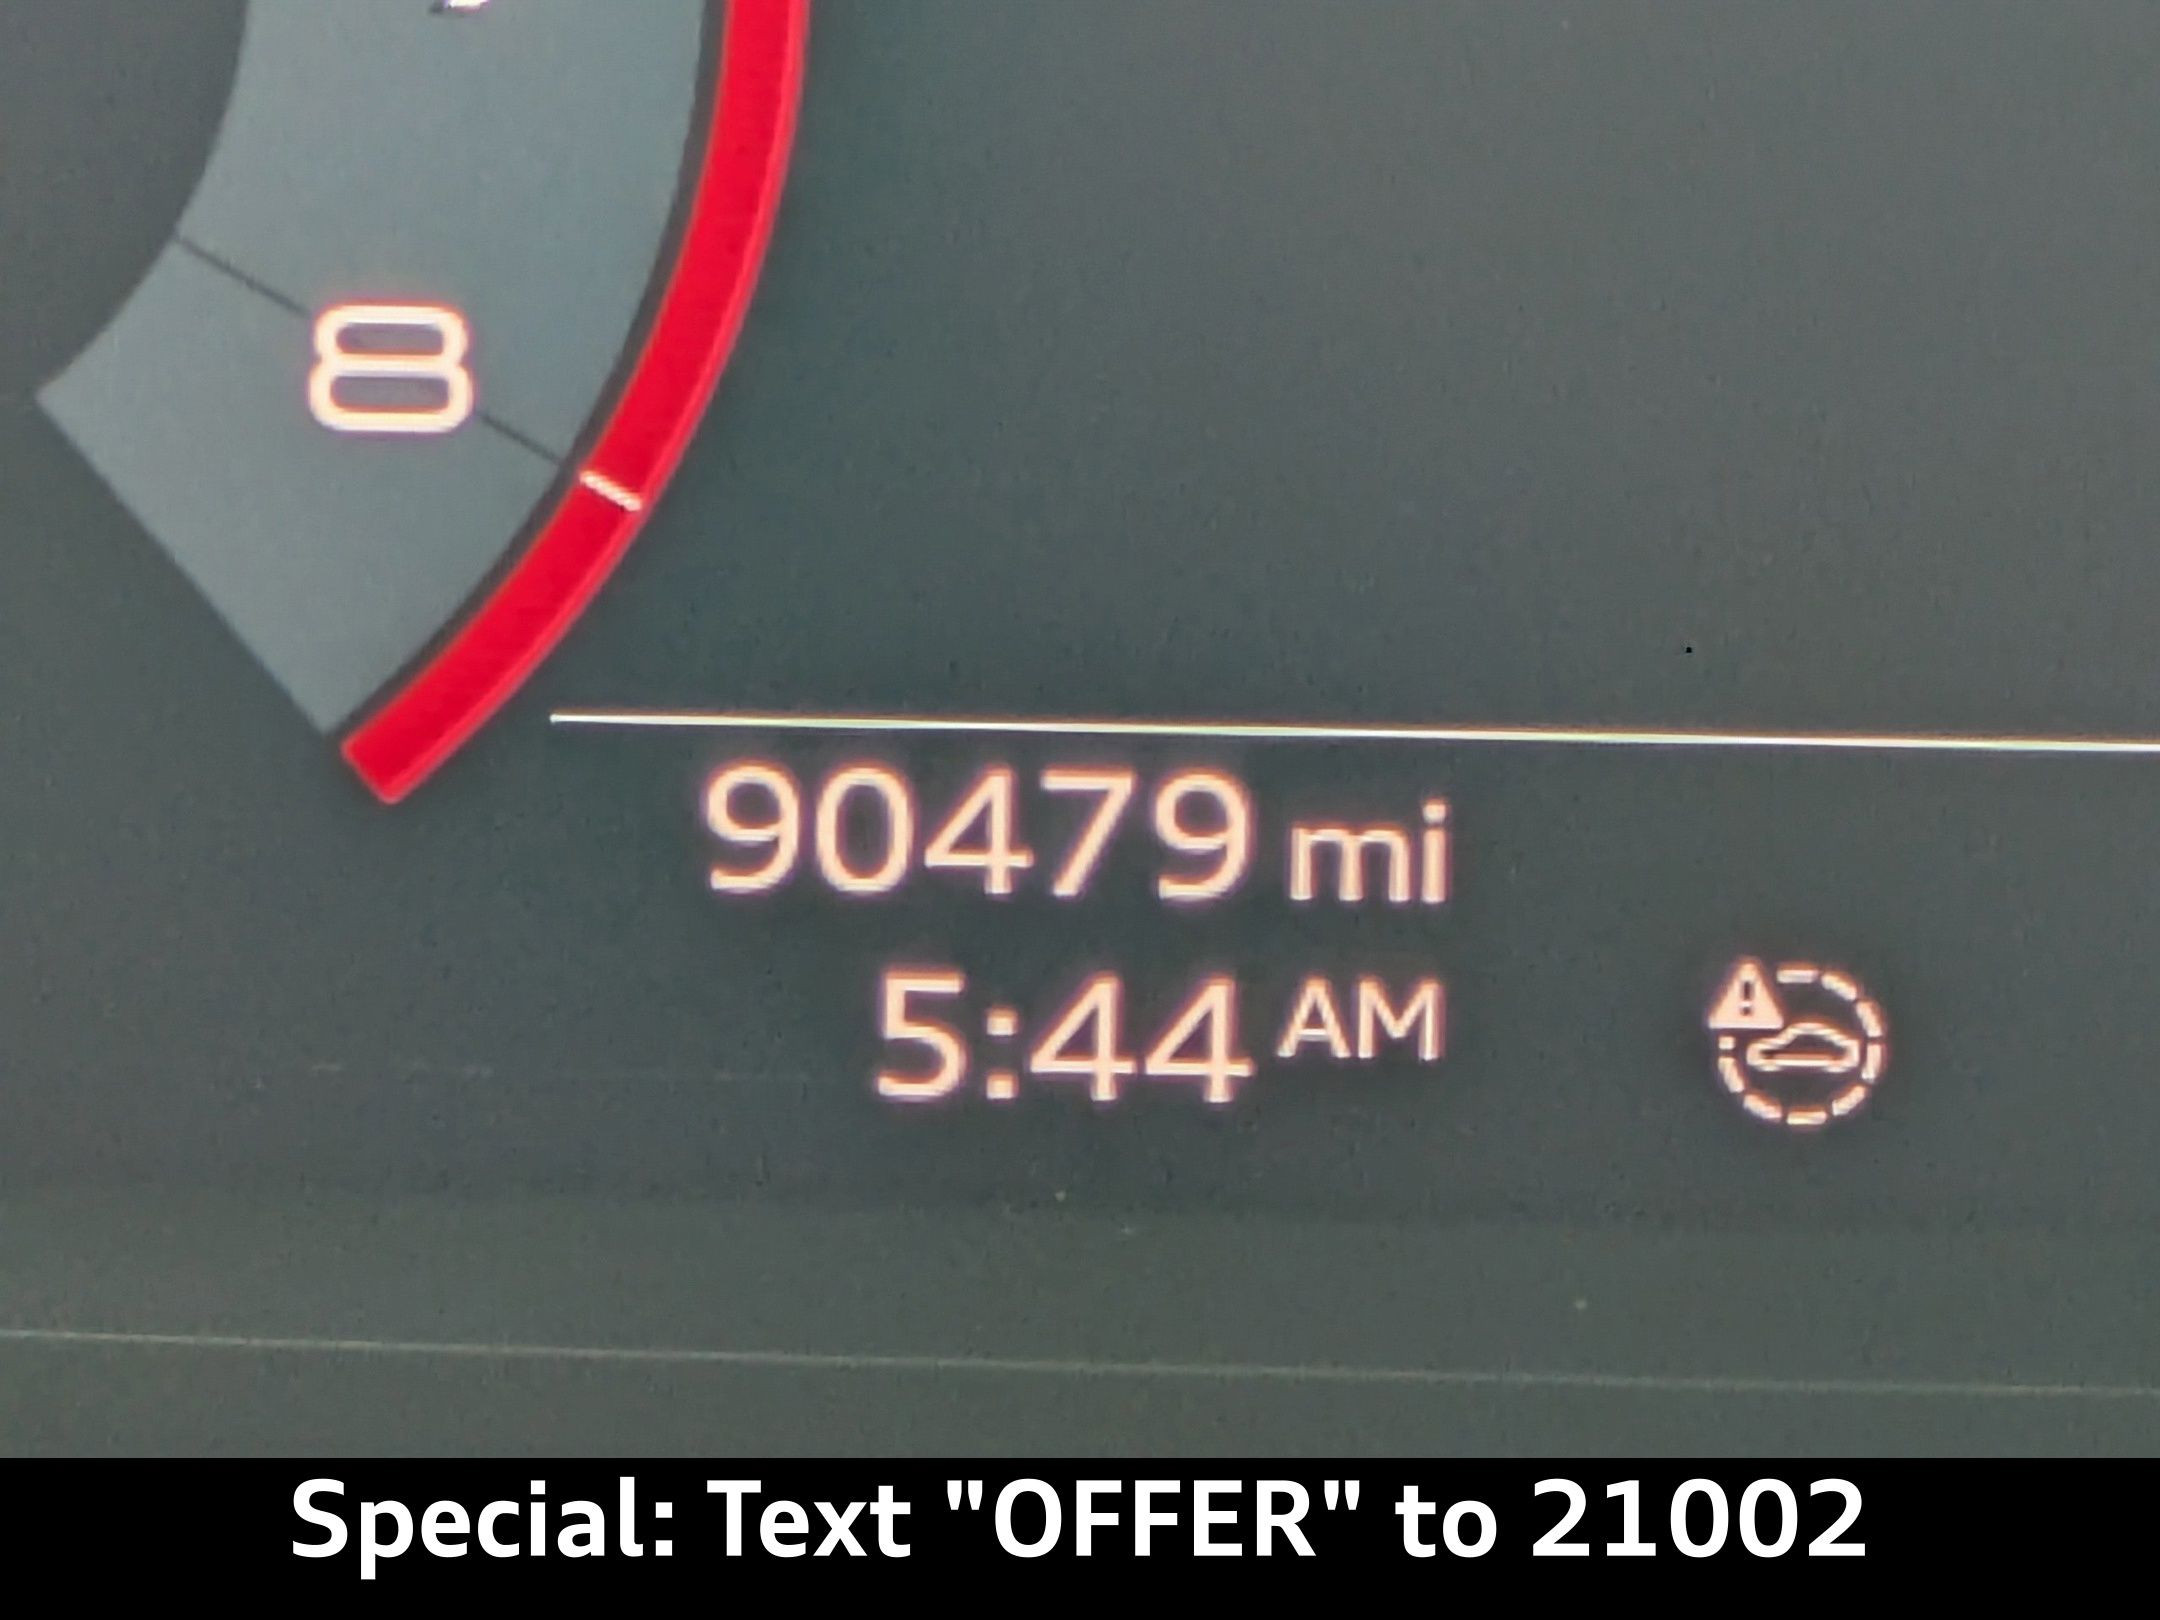 8
90479 mi
5:44 AM
Special: Text "OFFER" to 21002